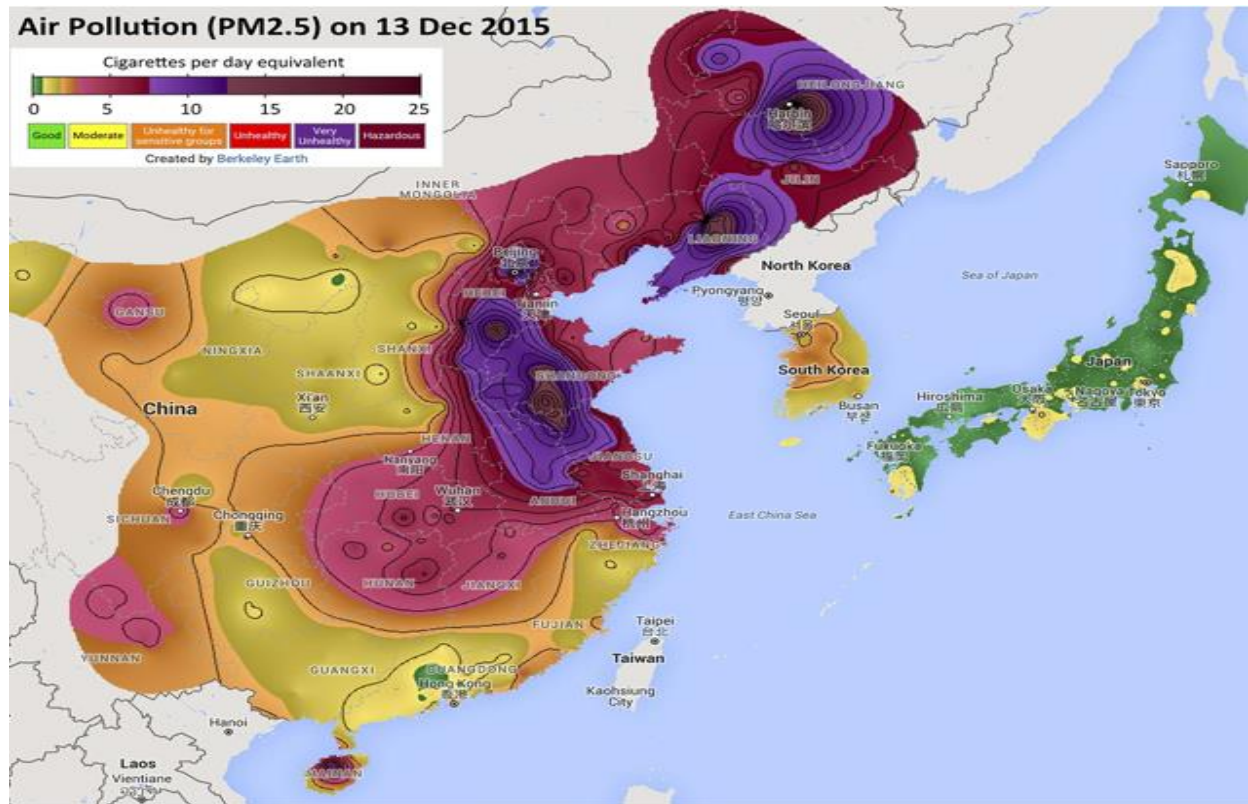 Air Pollution (PM2.5) on 13 Dec 2015
Cigarettes per day equivalent
0 5 10 15 20 25
Good
Moderate
Unhealthy for
sensitive groups
Unhealthy
Very
Unhealthy
Hazardous
Created by Berkeley Earth
HEILONGJIANG
Harbin
JILIN
Sapporo
札幌
INNER
MONGOLIA
LIAONING
Beijing
北京
North Korea
Sea of Japan
HEBEI
Tianjin
天津
Pyongyang
평양
GANSU
Seoul
서울
NINGXIA
SHANXI
SHAANXI
SHANDONG
South Korea
Japan
Xi'an
西安
China
Busan
부산
Hiroshima
広島
Osaka
大阪
Nagoya
名古屋
Tokyo
東京
HENAN
Nanyang
南阳
JIANGSU
Fukuoka
福岡
Shanghai
上海
Chengdu
成都
HUBEI
Wuhan
武汉
ANHUI
Hangzhou
杭州
East China Sea
SICHUAN
Chongqing
重庆
ZHEJIANG
GUIZHOU
HUNAN
JIANGXI
FUJIAN
Taipei
台北
YUNNAN
GUANGXI
GUANGDONG
Taiwan
Hong Kong
香港
Kaohsiung
City
Hanoi
Laos
Vientiane
HAINAN